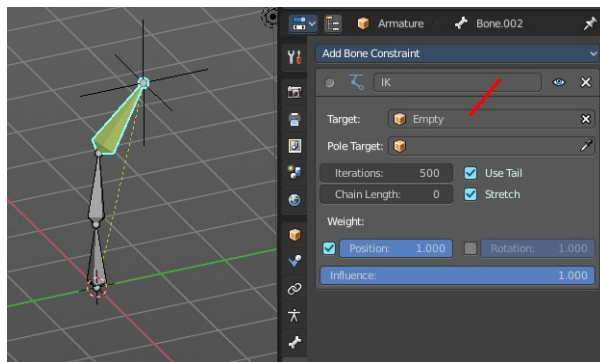 Armature
Bone.002
Add Bone Constraint
IK
Target:
Empty
Pole Target:
Iterations: 500
Use Tail
Chain Length: 0
Stretch
Weight:
Position: 1.000
Rotation: 1.000
Influence: 1.000